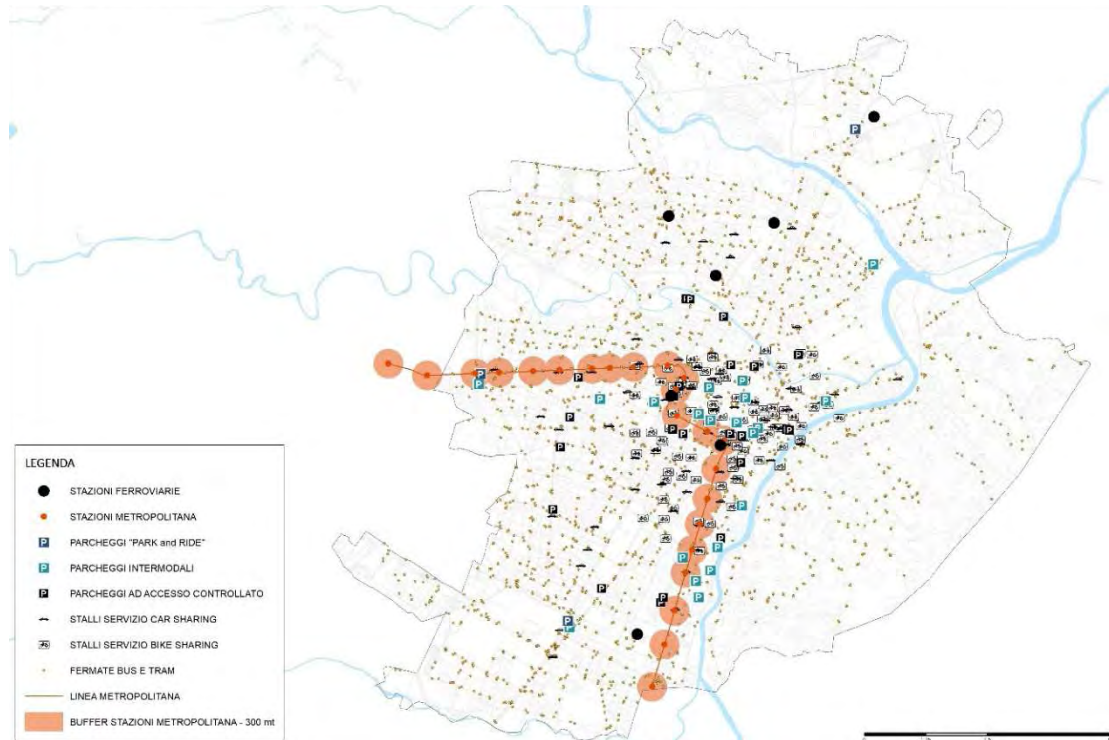 LEGENDA
STAZIONI FERROVIARIE
STAZIONI METROPOLITANA
P PARCHEGGI "PARK and RIDE"
P PARCHEGGI INTERMODALI
P PARCHEGGI AD ACCESSO CONTROLLATO
STALLI SERVIZIO CAR SHARING
STALLI SERVIZIO BIKE SHARING
FERMATE BUS E TRAM
LINEA METROPOLITANA
BUFFER STAZIONI METROPOLITANA - 300 mt